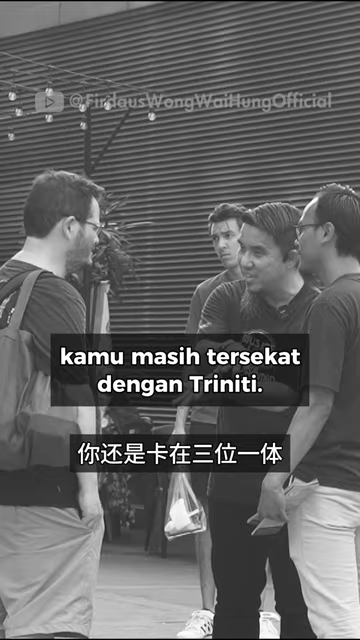 @FirdausWongWaiHungOfficial
kamu masih tersekat
dengan Triniti.
你还是卡在三位一体